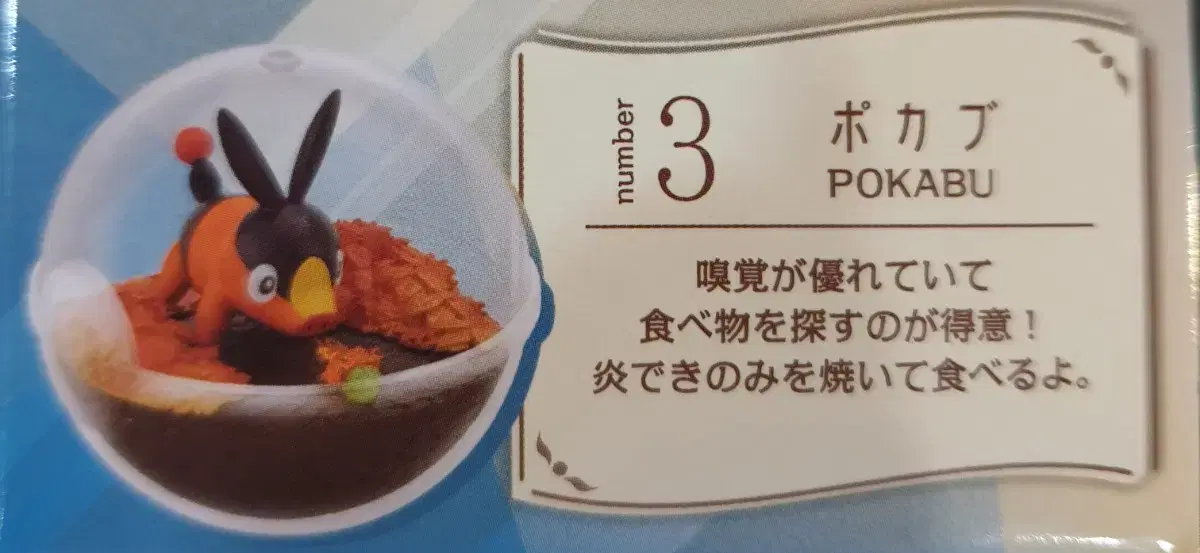 number
3
ポカブ
POKABU
嗅覚が優れていて
食べ物を探すのが得意！
炎できのみを焼いて食べるよ。